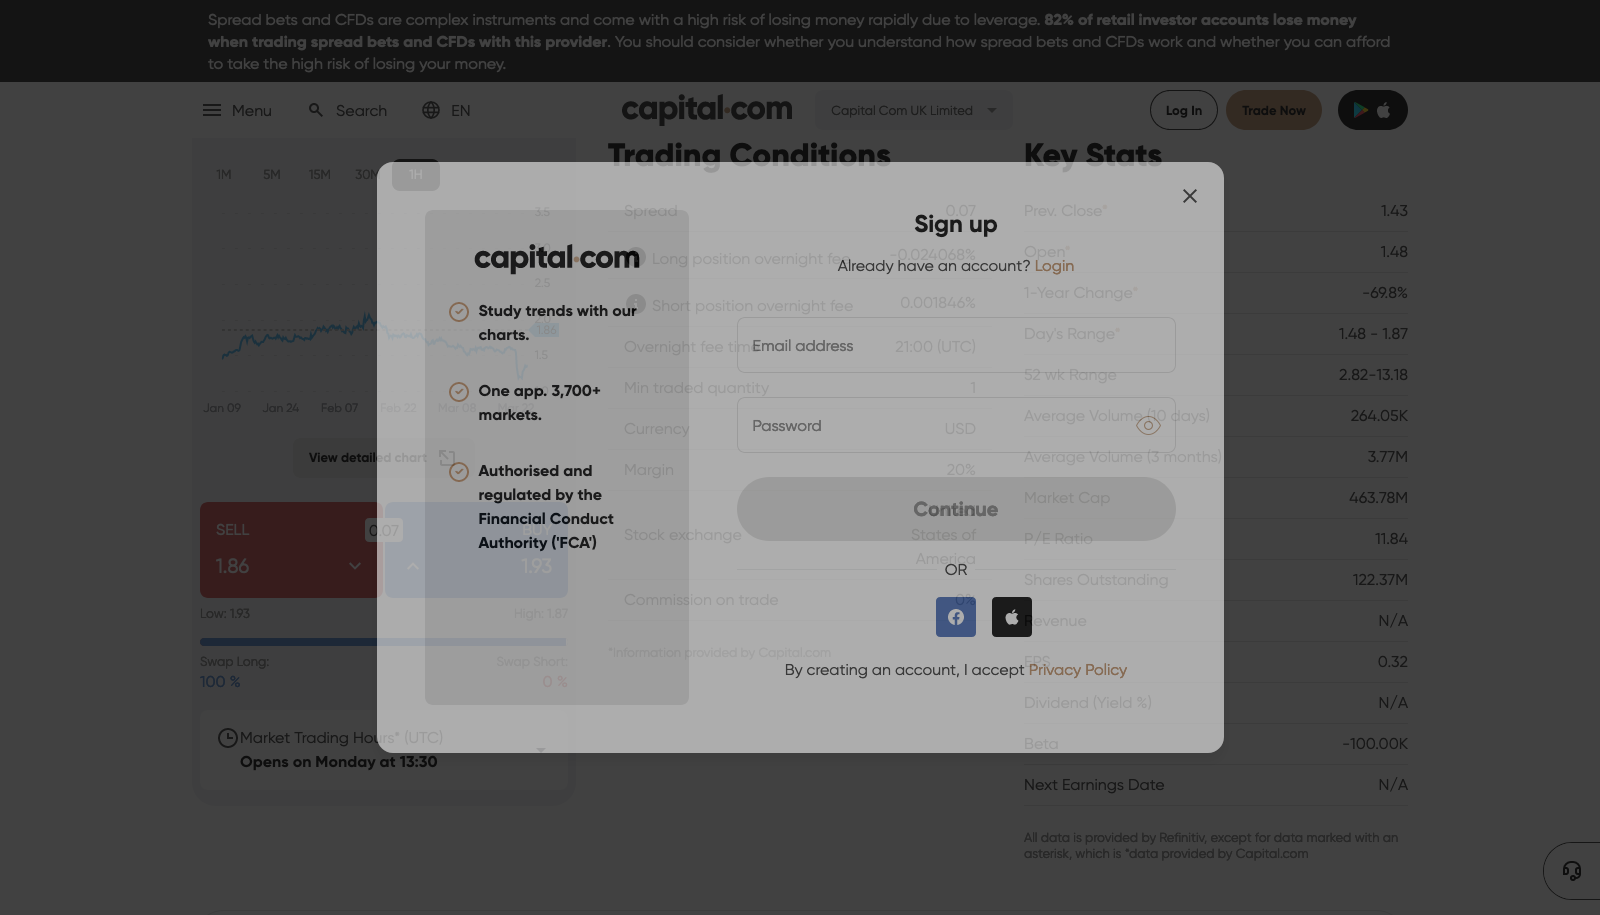 Spread bets and CFDs are complex instruments and come with a high risk of losing money rapidly due to leverage. 82% of retail investor accounts lose money
when trading spread bets and CFDs with this provider. You should consider whether you understand how spread bets and CFDs work and whether you can afford
to take the high risk of losing your money.
Menu
Search
EN
capital.com
Capital Com UK Limited
Log In
Trade Now
1M
5M
15M
30M
1H
3.5
2.5
1.86
1.5
Jan 09
Jan 24
Feb 07
Feb 22
Mar 08
View detailed chart
SELL
1.86
0.07
1.93
Low: 1.93
High: 1.87
Swap Long:
100 %
Swap Short:
0 %
Market Trading Hours* (UTC)
Opens on Monday at 13:30
Trading Conditions
Spread
0.07
Long position overnight fee
-0.024068%
Short position overnight fee
0.001846%
Overnight fee time
21:00 (UTC)
Min traded quantity
1
Currency
USD
Margin
20%
Stock exchange
States of
America
Commission on trade
0%
*Information provided by Capital.com
Key Stats
Prev. Close*
1.43
Open*
1.48
1-Year Change*
-69.8%
Day's Range*
1.48 - 1.87
52 wk Range
2.82-13.18
Average Volume (10 days)
264.05K
Average Volume (3 months)
3.77M
Market Cap
463.78M
P/E Ratio
11.84
Shares Outstanding
122.37M
Revenue
N/A
EPS
0.32
Dividend (Yield %)
N/A
Beta
-100.00K
Next Earnings Date
N/A
All data is provided by Refinitiv, except for data marked with an
asterisk, which is *data provided by Capital.com
capital.com
Study trends with our
charts.
One app. 3,700+
markets.
Authorised and
regulated by the
Financial Conduct
Authority ('FCA')
Sign up
Already have an account? Login
Email address
Password
Continue
OR
By creating an account, I accept Privacy Policy